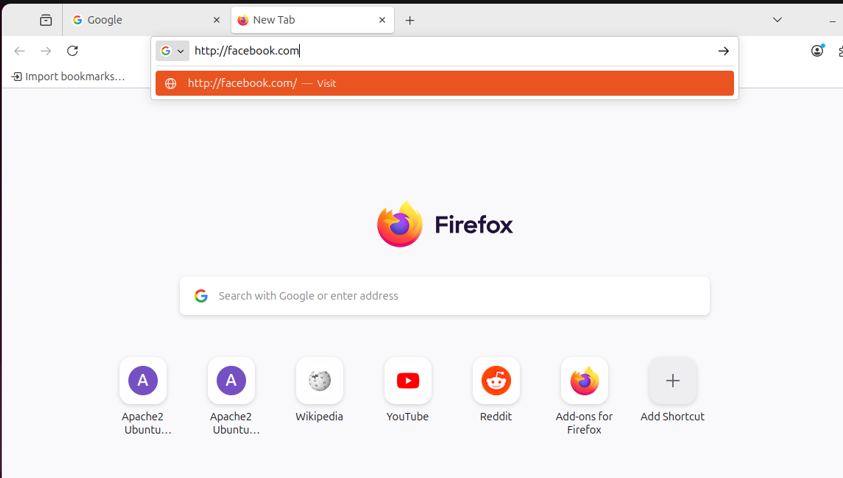 Google
New Tab
http://facebook.com
Import bookmarks…
http://facebook.com/ — Visit
Firefox
Search with Google or enter address
A
A
Apache2
Ubuntu…
Apache2
Ubuntu…
Wikipedia
YouTube
Reddit
Add-ons for
Firefox
Add Shortcut